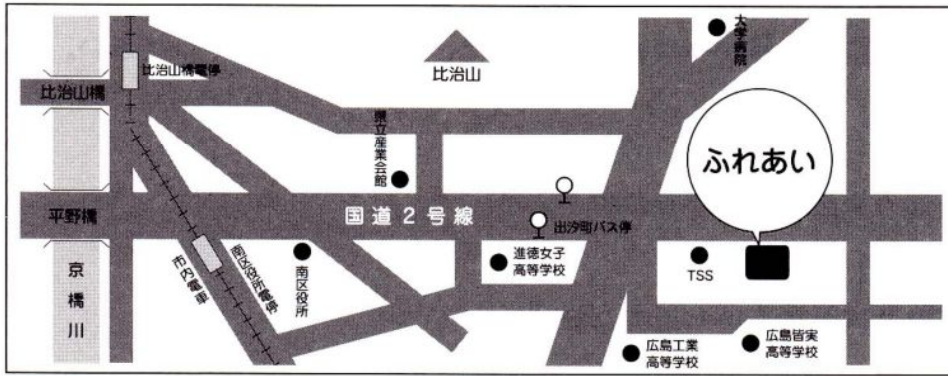 大学病院
比治山橋電停
比治山
比治山橋
県立産業会館
ふれあい
平野橋
国道2号線
出汐町バス停
京橋川
市内電車
南区役所電停
南区役所
進徳女子
高等学校
TSS
広島工業
高等学校
広島皆実
高等学校